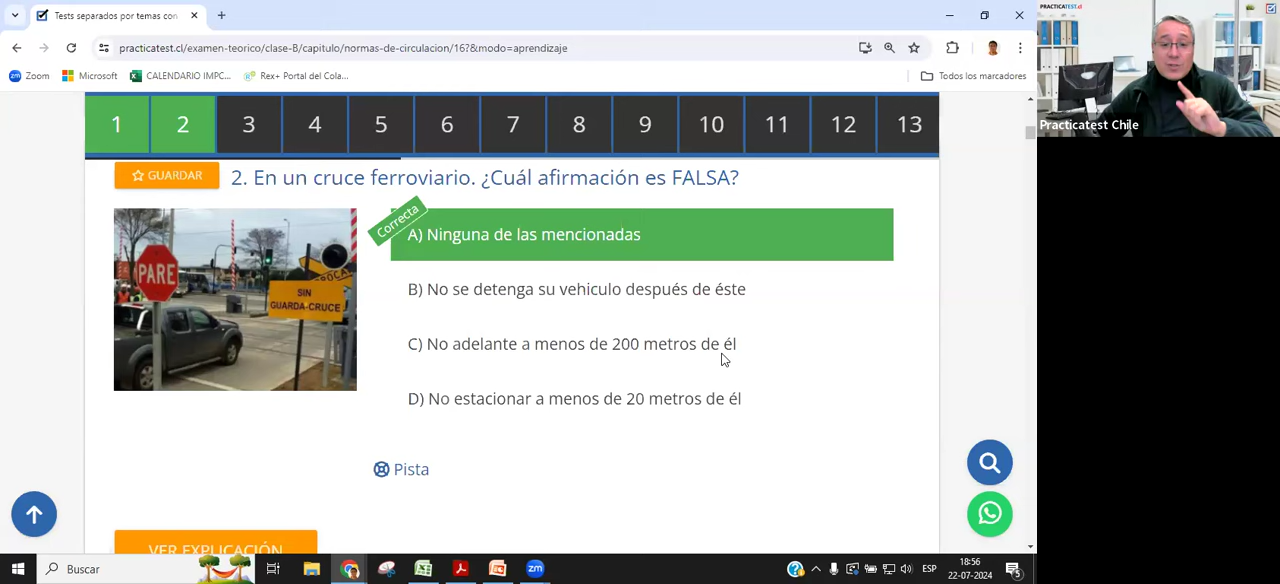 Tests separados por temas con
practicatest.cl/examen-teorico/clase-B/capitulo/normas-de-circulacion/167&modo=aprendizaje
Zoom
Microsoft
CALENDARIO IMPC...
Rex+ Portal del Cola...
Todos los marcadores
PRACTICATEST.cl
Practicatest Chile
1 2 3 4 5 6 7 8 9 10 11 12 13
GUARDAR
2. En un cruce ferroviario. ¿Cuál afirmación es FALSA?
PARE
SIN
GUARDA-CRUCE
Correcta
A) Ninguna de las mencionadas
B) No se detenga su vehiculo después de éste
C) No adelante a menos de 200 metros de él
D) No estacionar a menos de 20 metros de él
Pista
VER EXPLICACIÓN
Buscar
ESP
18:56
22-07-2024
5